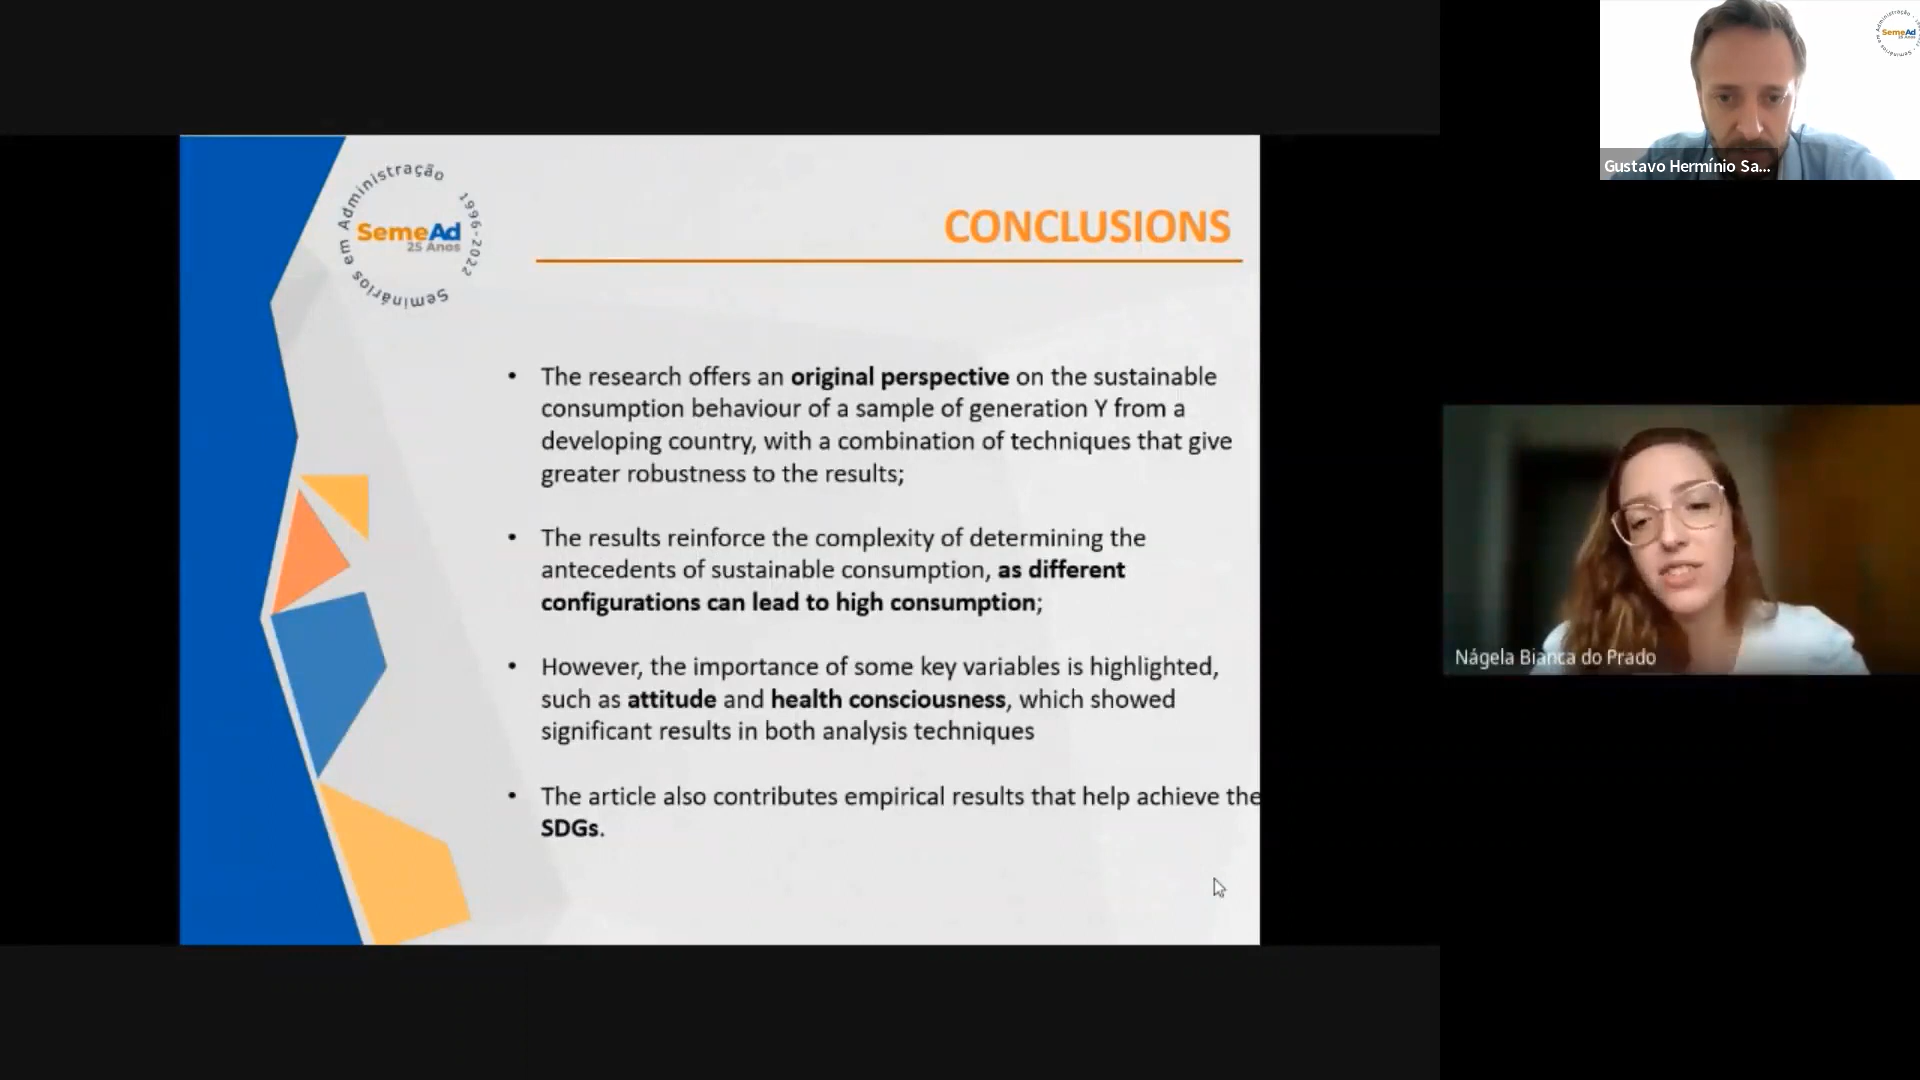 Seminários em Administração 1996-2022
SemeAd
25 Anos
CONCLUSIONS
• The research offers an original perspective on the sustainable
consumption behaviour of a sample of generation Y from a
developing country, with a combination of techniques that give
greater robustness to the results;
• The results reinforce the complexity of determining the
antecedents of sustainable consumption, as different
configurations can lead to high consumption;
• However, the importance of some key variables is highlighted,
such as attitude and health consciousness, which showed
significant results in both analysis techniques
• The article also contributes empirical results that help achieve the
SDGs.
Gustavo Hermínio Sa...
SemeAd
Nágela Bianca do Prado